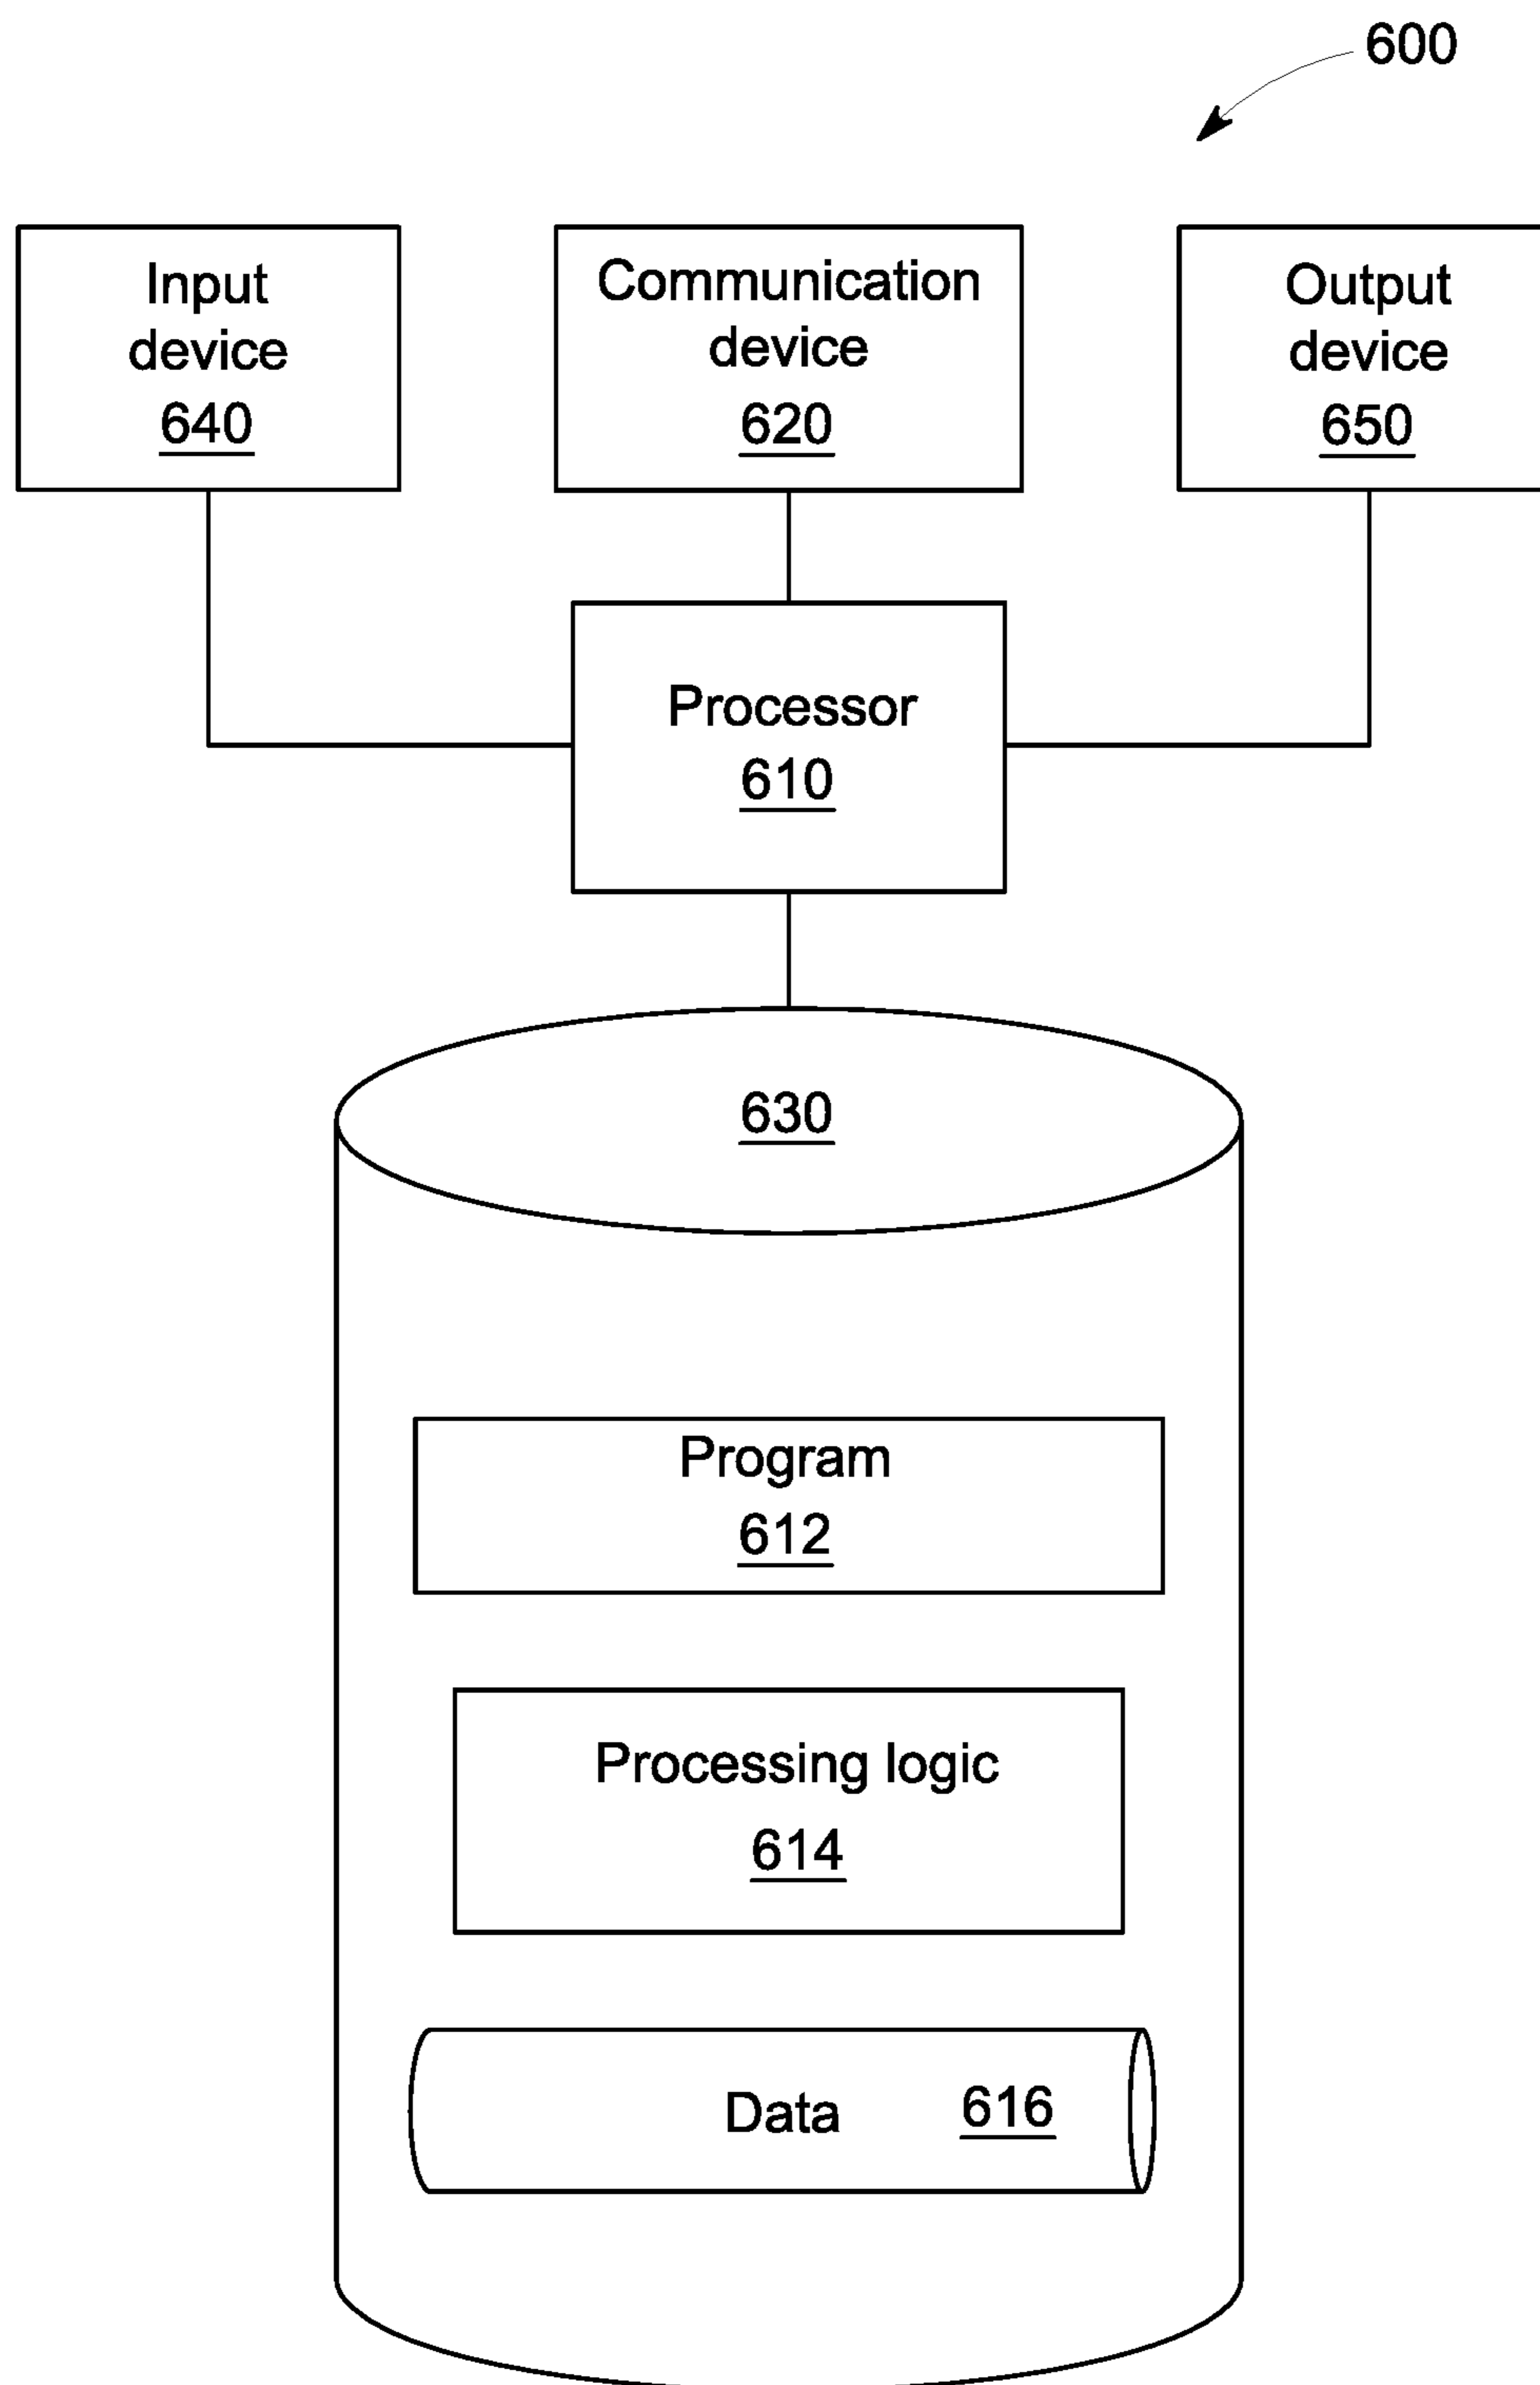 600
Input
device
640
Communication
device
620
Output
device
650
Processor
610
630
Program
612
Processing logic
614
Data 616